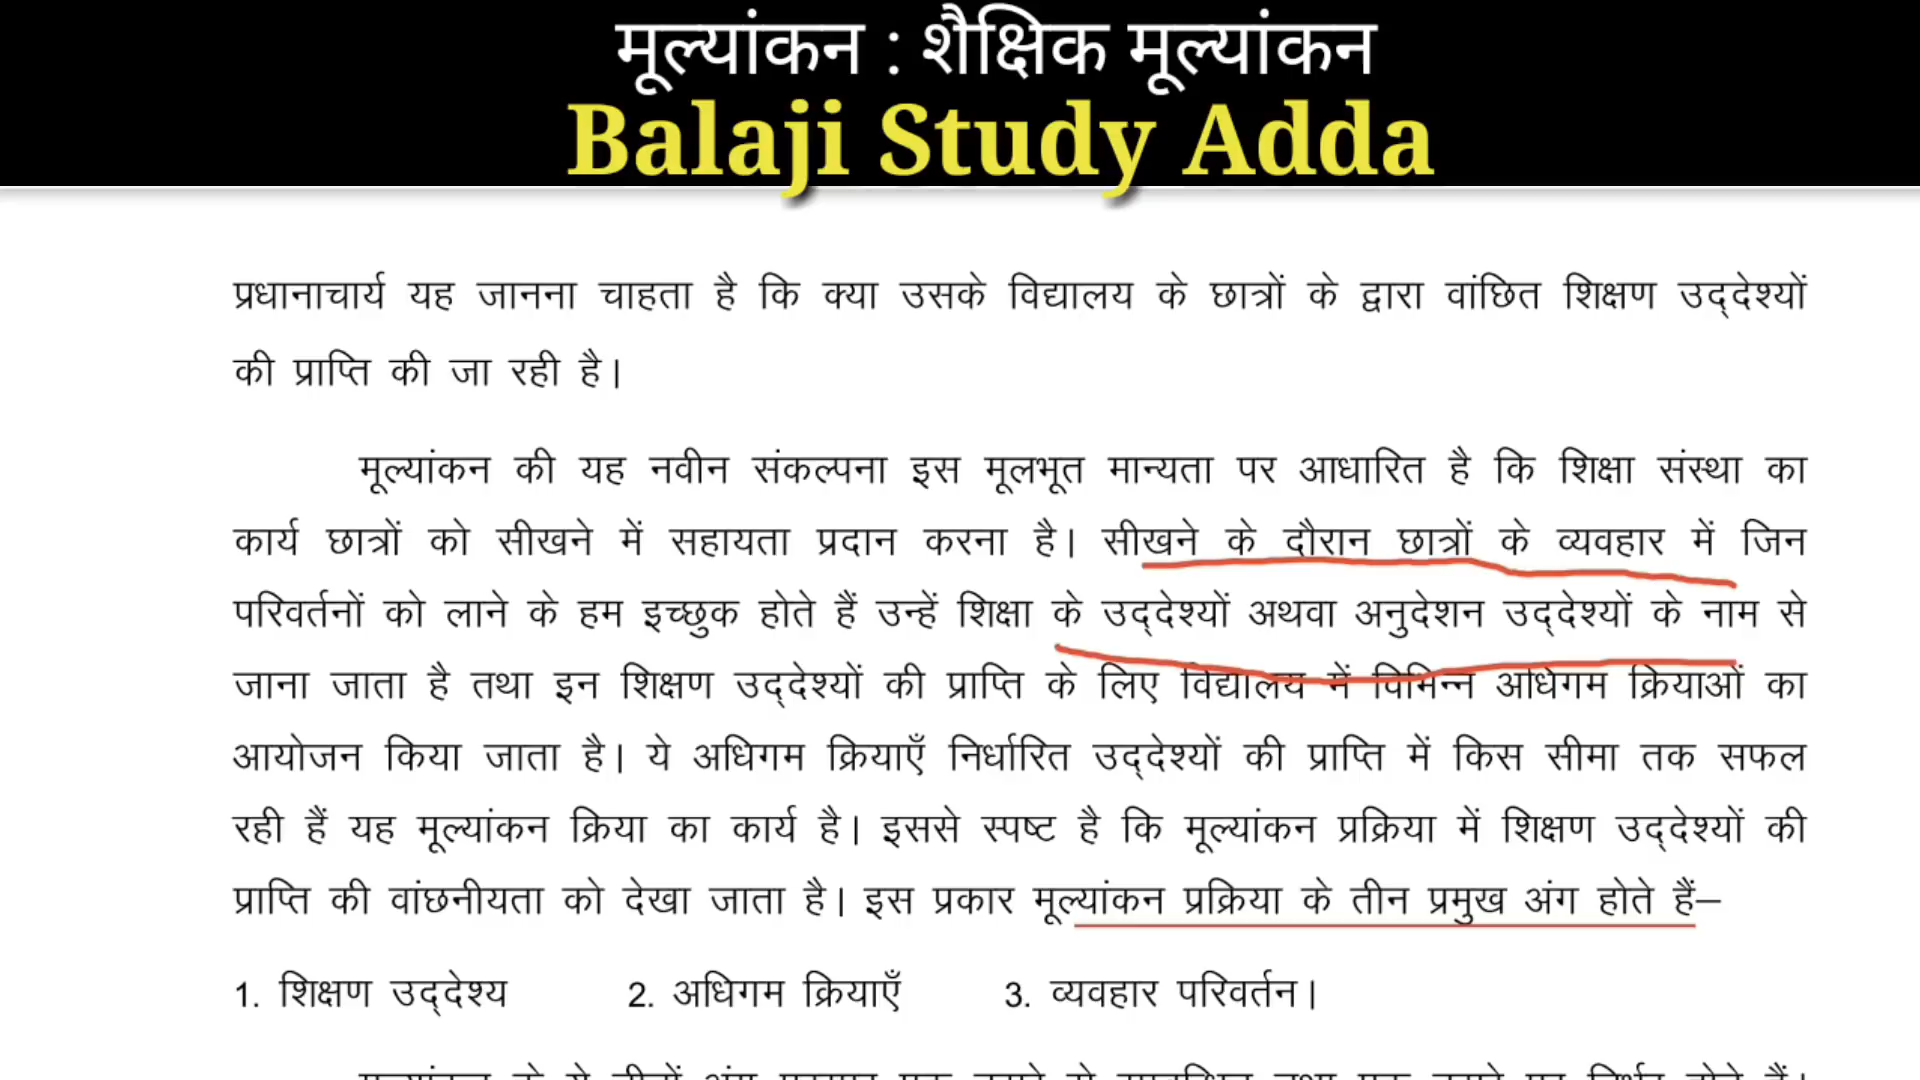 मूल्यांकन : शैक्षिक मूल्यांकन
Balaji Study Adda
प्रधानाचार्य यह जानना चाहता है कि क्या उसके विद्यालय के छात्रों के द्वारा वांछित शिक्षण उद्देश्यों
की प्राप्ति की जा रही है।
मूल्यांकन की यह नवीन संकल्पना इस मूलभूत मान्यता पर आधारित है कि शिक्षा संस्था का
कार्य छात्रों को सीखने में सहायता प्रदान करना है। सीखने के दौरान छात्रों के व्यवहार में जिन
परिवर्तनों को लाने के हम इच्छुक होते हैं उन्हें शिक्षा के उद्देश्यों अथवा अनुदेशन उद्देश्यों के नाम से
जाना जाता है तथा इन शिक्षण उद्देश्यों की प्राप्ति के लिए विद्यालय में विभिन्न अधिगम क्रियाओं का
आयोजन किया जाता है। ये अधिगम क्रियाएँ निर्धारित उद्देश्यों की प्राप्ति में किस सीमा तक सफल
रही हैं यह मूल्यांकन क्रिया का कार्य है। इससे स्पष्ट है कि मूल्यांकन प्रक्रिया में शिक्षण उद्देश्यों की
प्राप्ति की वांछनीयता को देखा जाता है। इस प्रकार मूल्यांकन प्रक्रिया के तीन प्रमुख अंग होते हैं–
1. शिक्षण उद्देश्य 2. अधिगम क्रियाएँ 3. व्यवहार परिवर्तन।